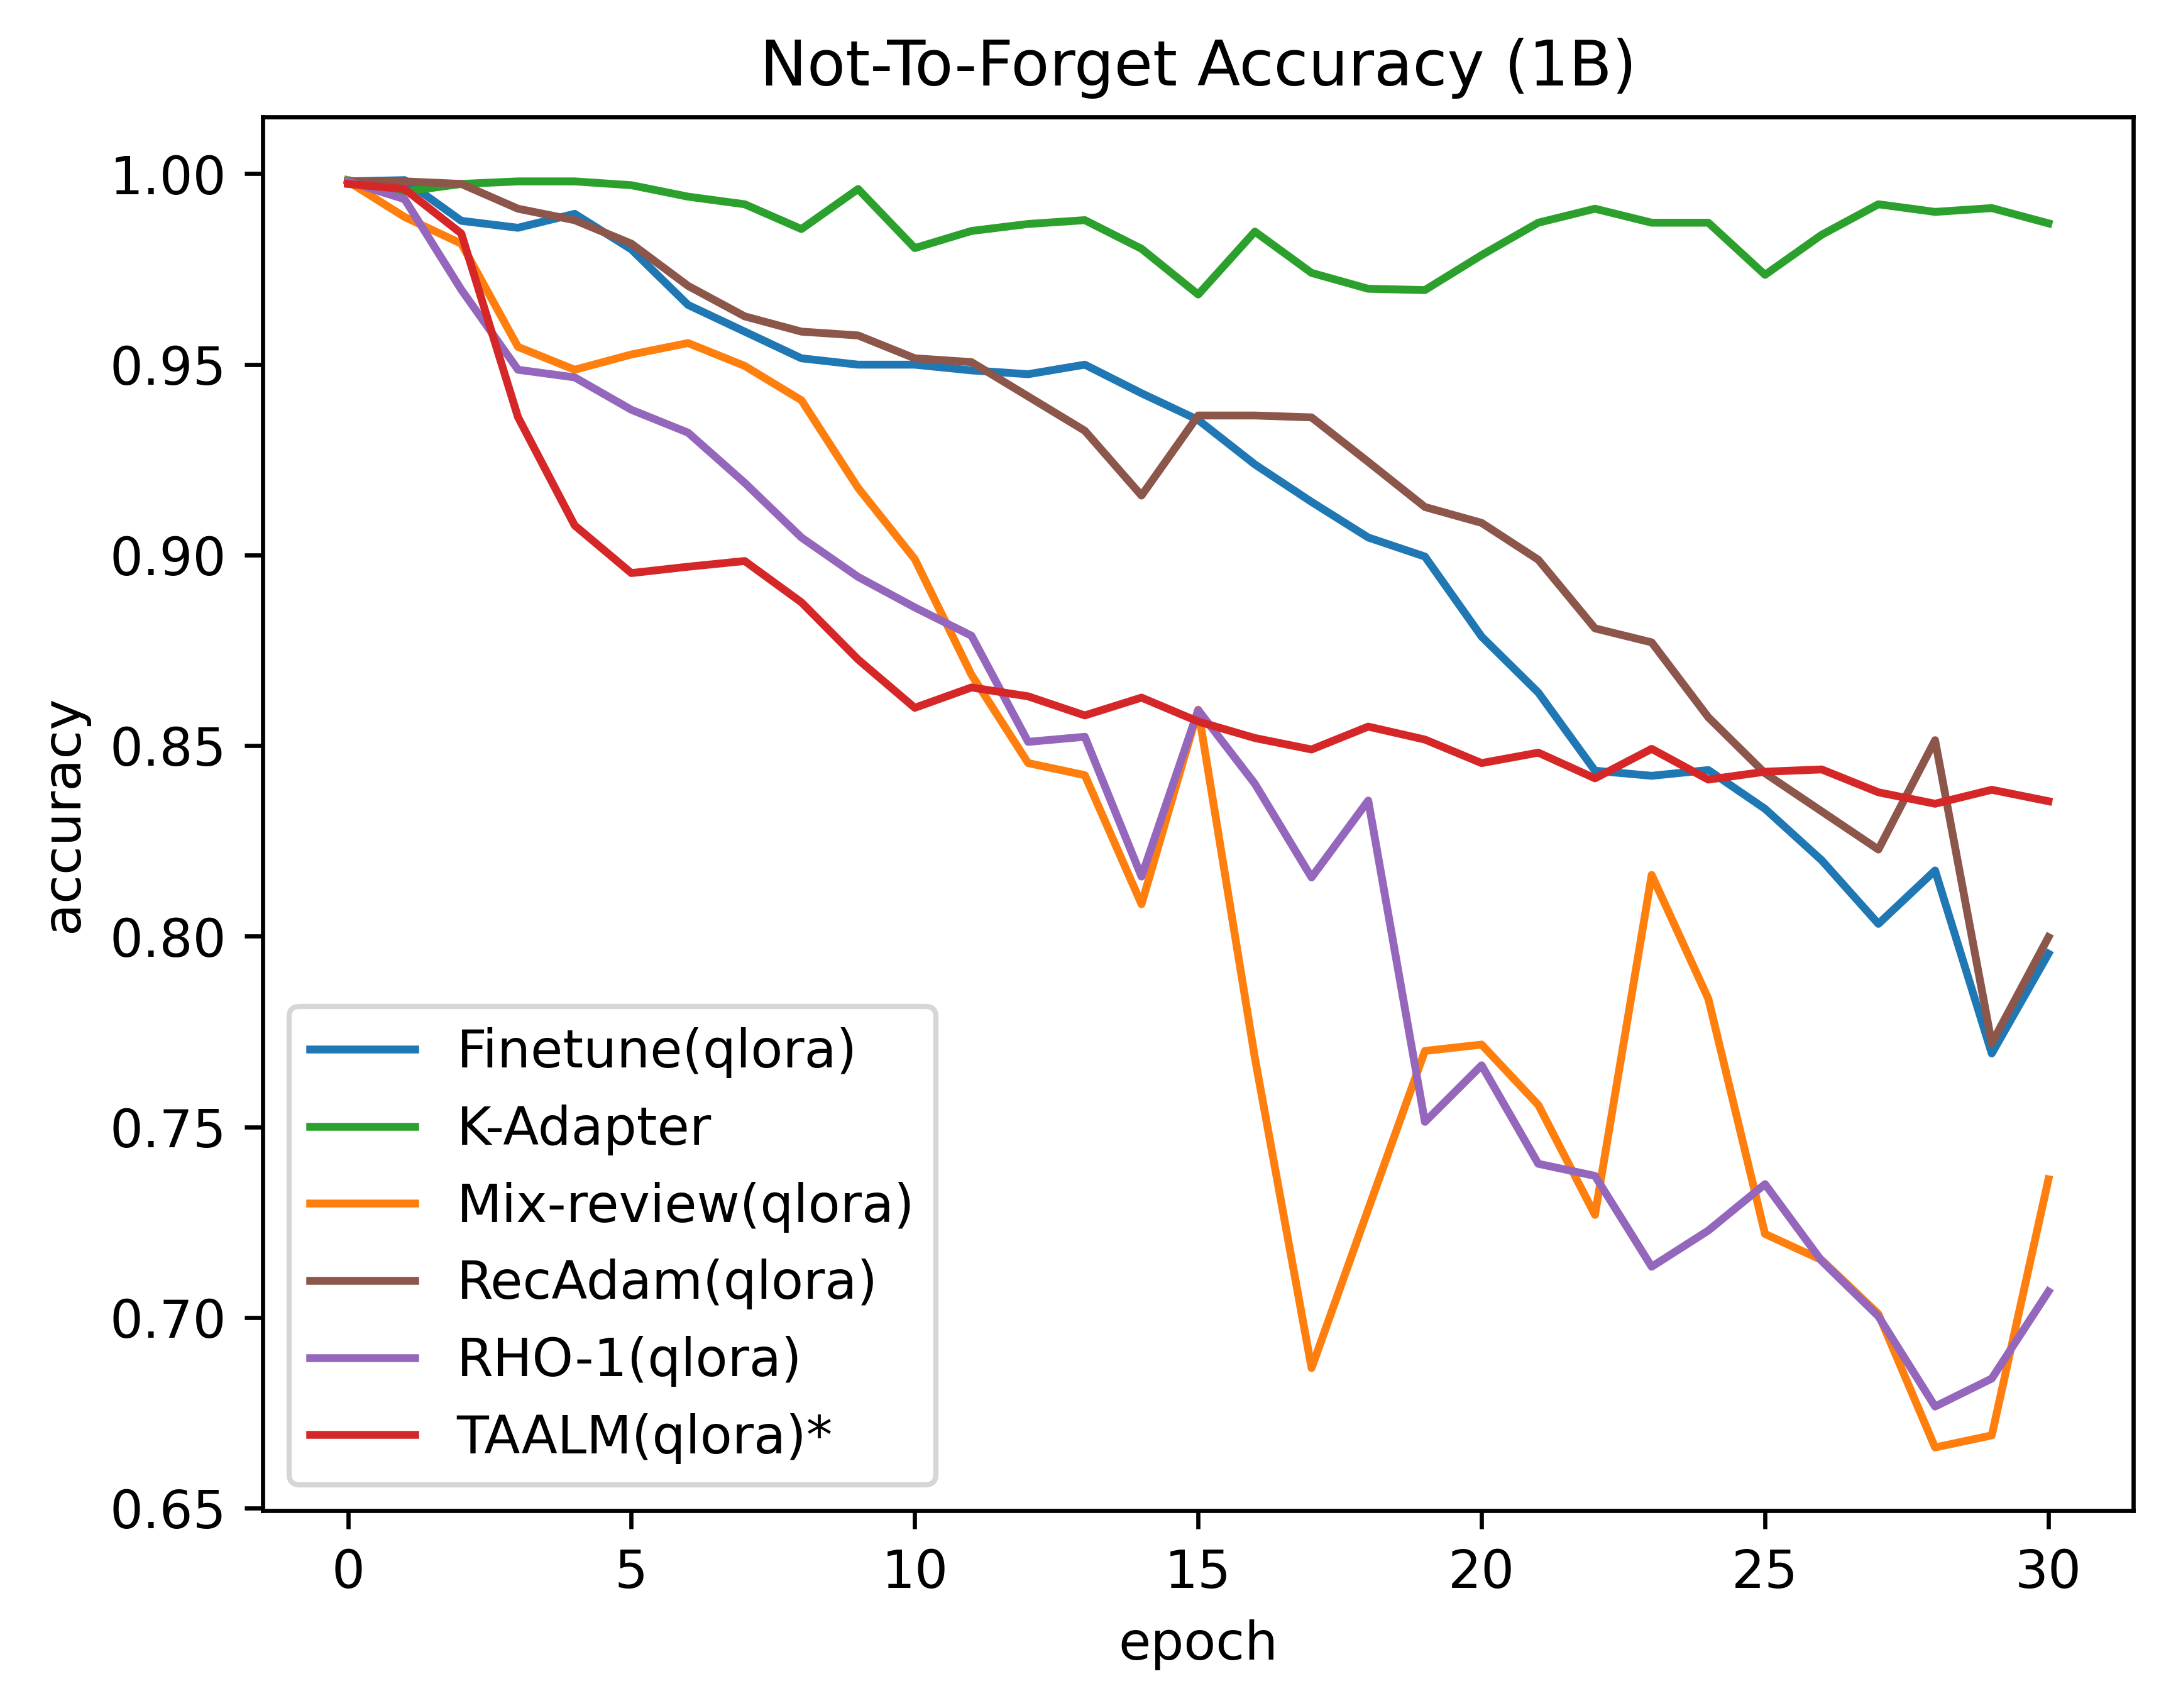 Not-To-Forget Accuracy (1B)
1.00
0.95
0.90
0.85
0.80
0.75
0.70
0.65
accuracy
Finetune(qlora)
K-Adapter
Mix-review(qlora)
RecAdam(qlora)
RHO-1(qlora)
TAALM(qlora)*
0 5 10 15 20 25 30
epoch